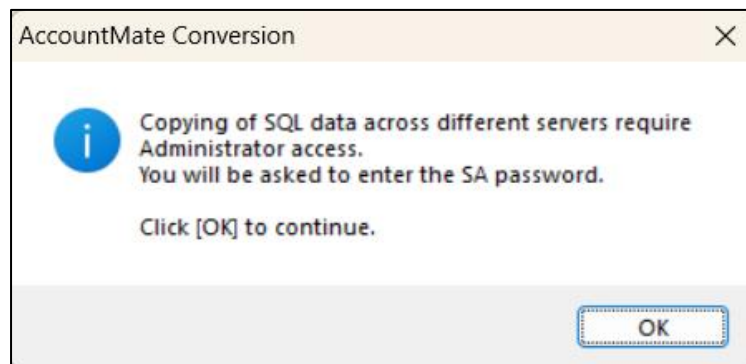 AccountMate Conversion
Copying of SQL data across different servers require
Administrator access.
You will be asked to enter the SA password.
Click [OK] to continue.
OK